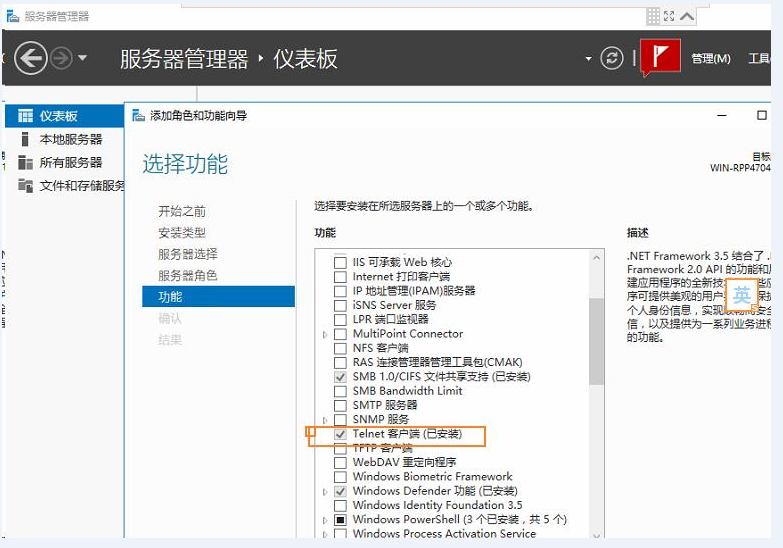 服务器管理器
服务器管理器 · 仪表板
管理(M)
工具(
仪表板
本地服务器
所有服务器
文件和存储服务
添加角色和功能向导
选择功能
目标
WIN-RPP4704
开始之前
安装类型
服务器选择
服务器角色
功能
确认
结果
选择要安装在所选服务器上的一个或多个功能。
功能
IIS 可承载 Web 核心
Internet 打印客户端
IP 地址管理(IPAM)服务器
iSNS Server 服务
LPR 端口监视器
MultiPoint Connector
NFS 客户端
RAS 连接管理器管理工具包(CMAK)
SMB 1.0/CIFS 文件共享支持 (已安装)
SMB Bandwidth Limit
SMTP 服务器
SNMP 服务
Telnet 客户端 (已安装)
TFTP 客户端
WebDAV 重定向程序
Windows Biometric Framework
Windows Defender 功能 (已安装)
Windows Identity Foundation 3.5
Windows PowerShell (3 个已安装，共 5 个)
Windows Process Activation Service
描述
.NET Framework 3.5 结合了 .
Framework 2.0 API 的功能和
建应用程序的全新技
序可提供美观的用户
个人身份信息，实现
信，以及提供为一系列业务进程
的功能。
英